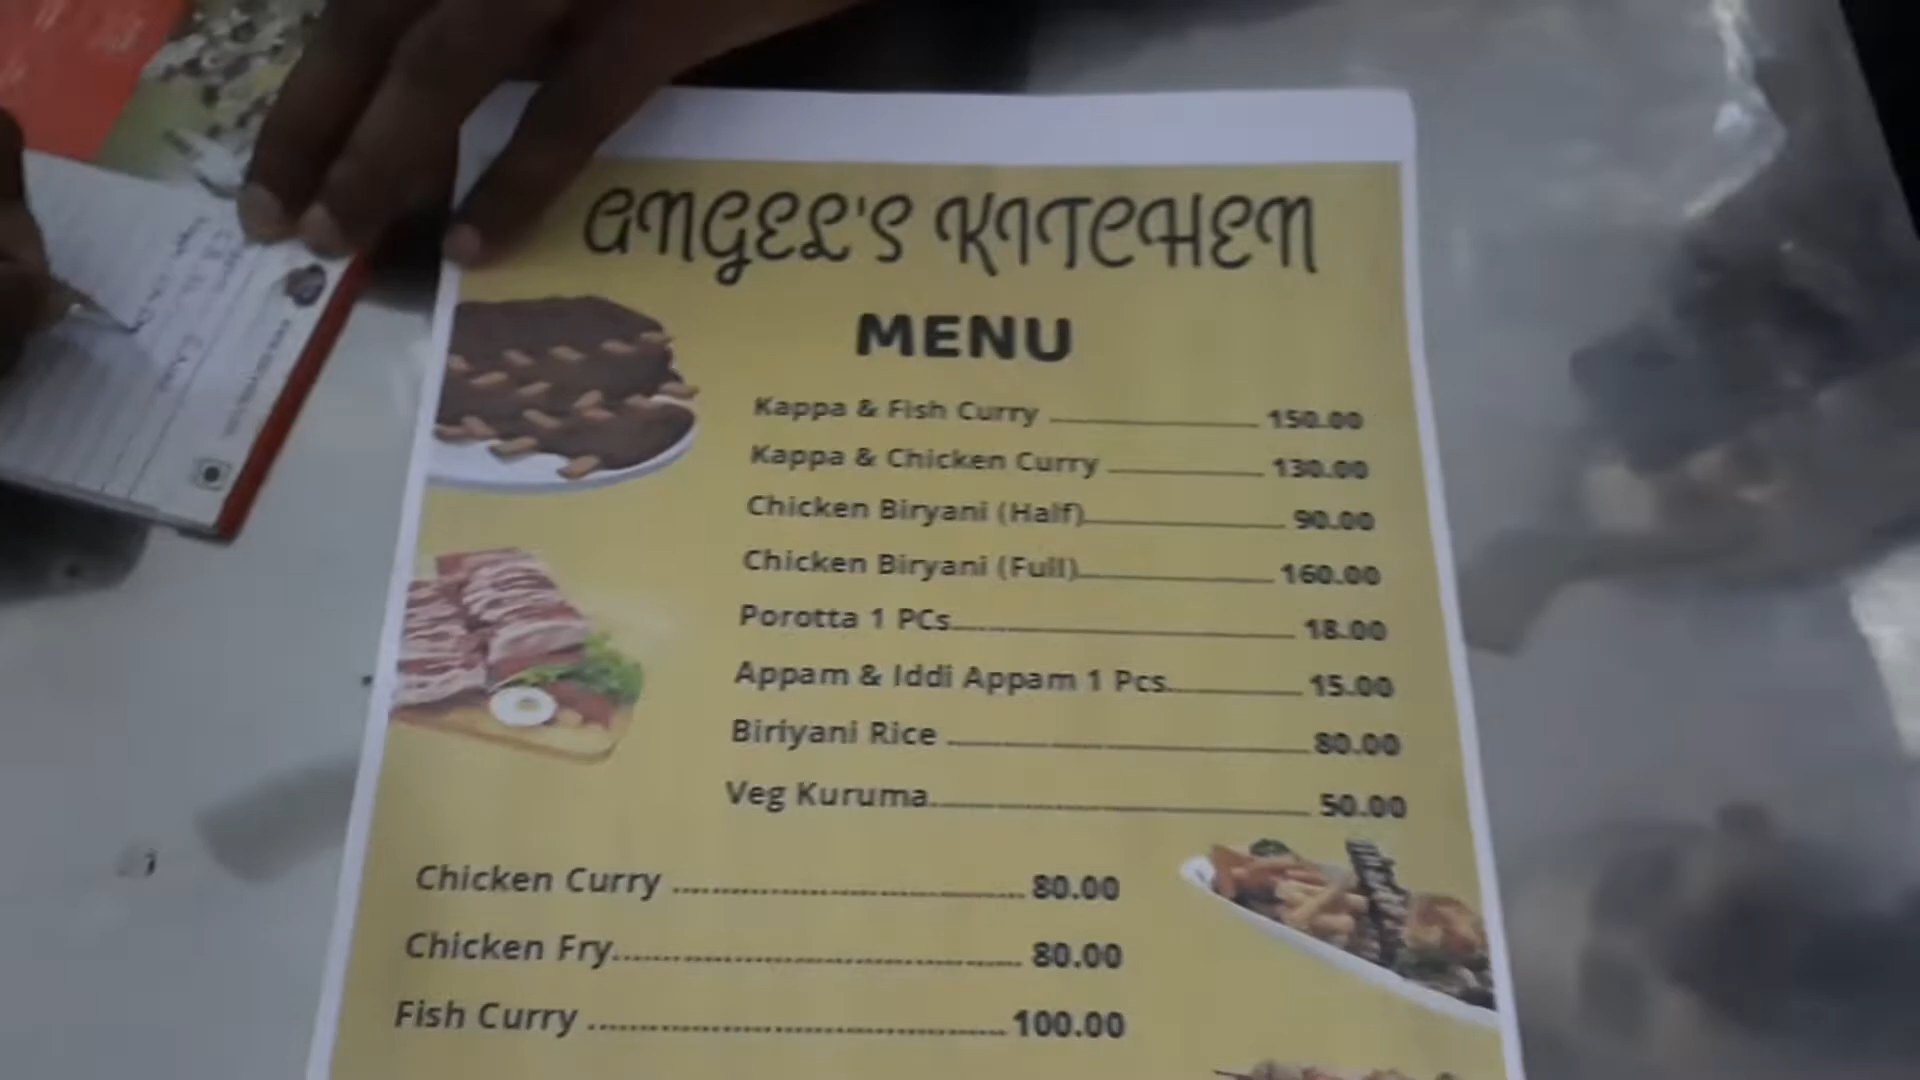 ANGEL'S KITCHEN
MENU
Kappa & Fish Curry 150.00
Kappa & Chicken Curry 130.00
Chicken Biryani (Half) 90.00
Chicken Biryani (Full) 160.00
Porotta 1 PCs 18.00
Appam & Iddi Appam 1 Pcs 15.00
Biriyani Rice 80.00
Veg Kuruma 50.00
Chicken Curry 80.00
Chicken Fry 80.00
Fish Curry 100.00